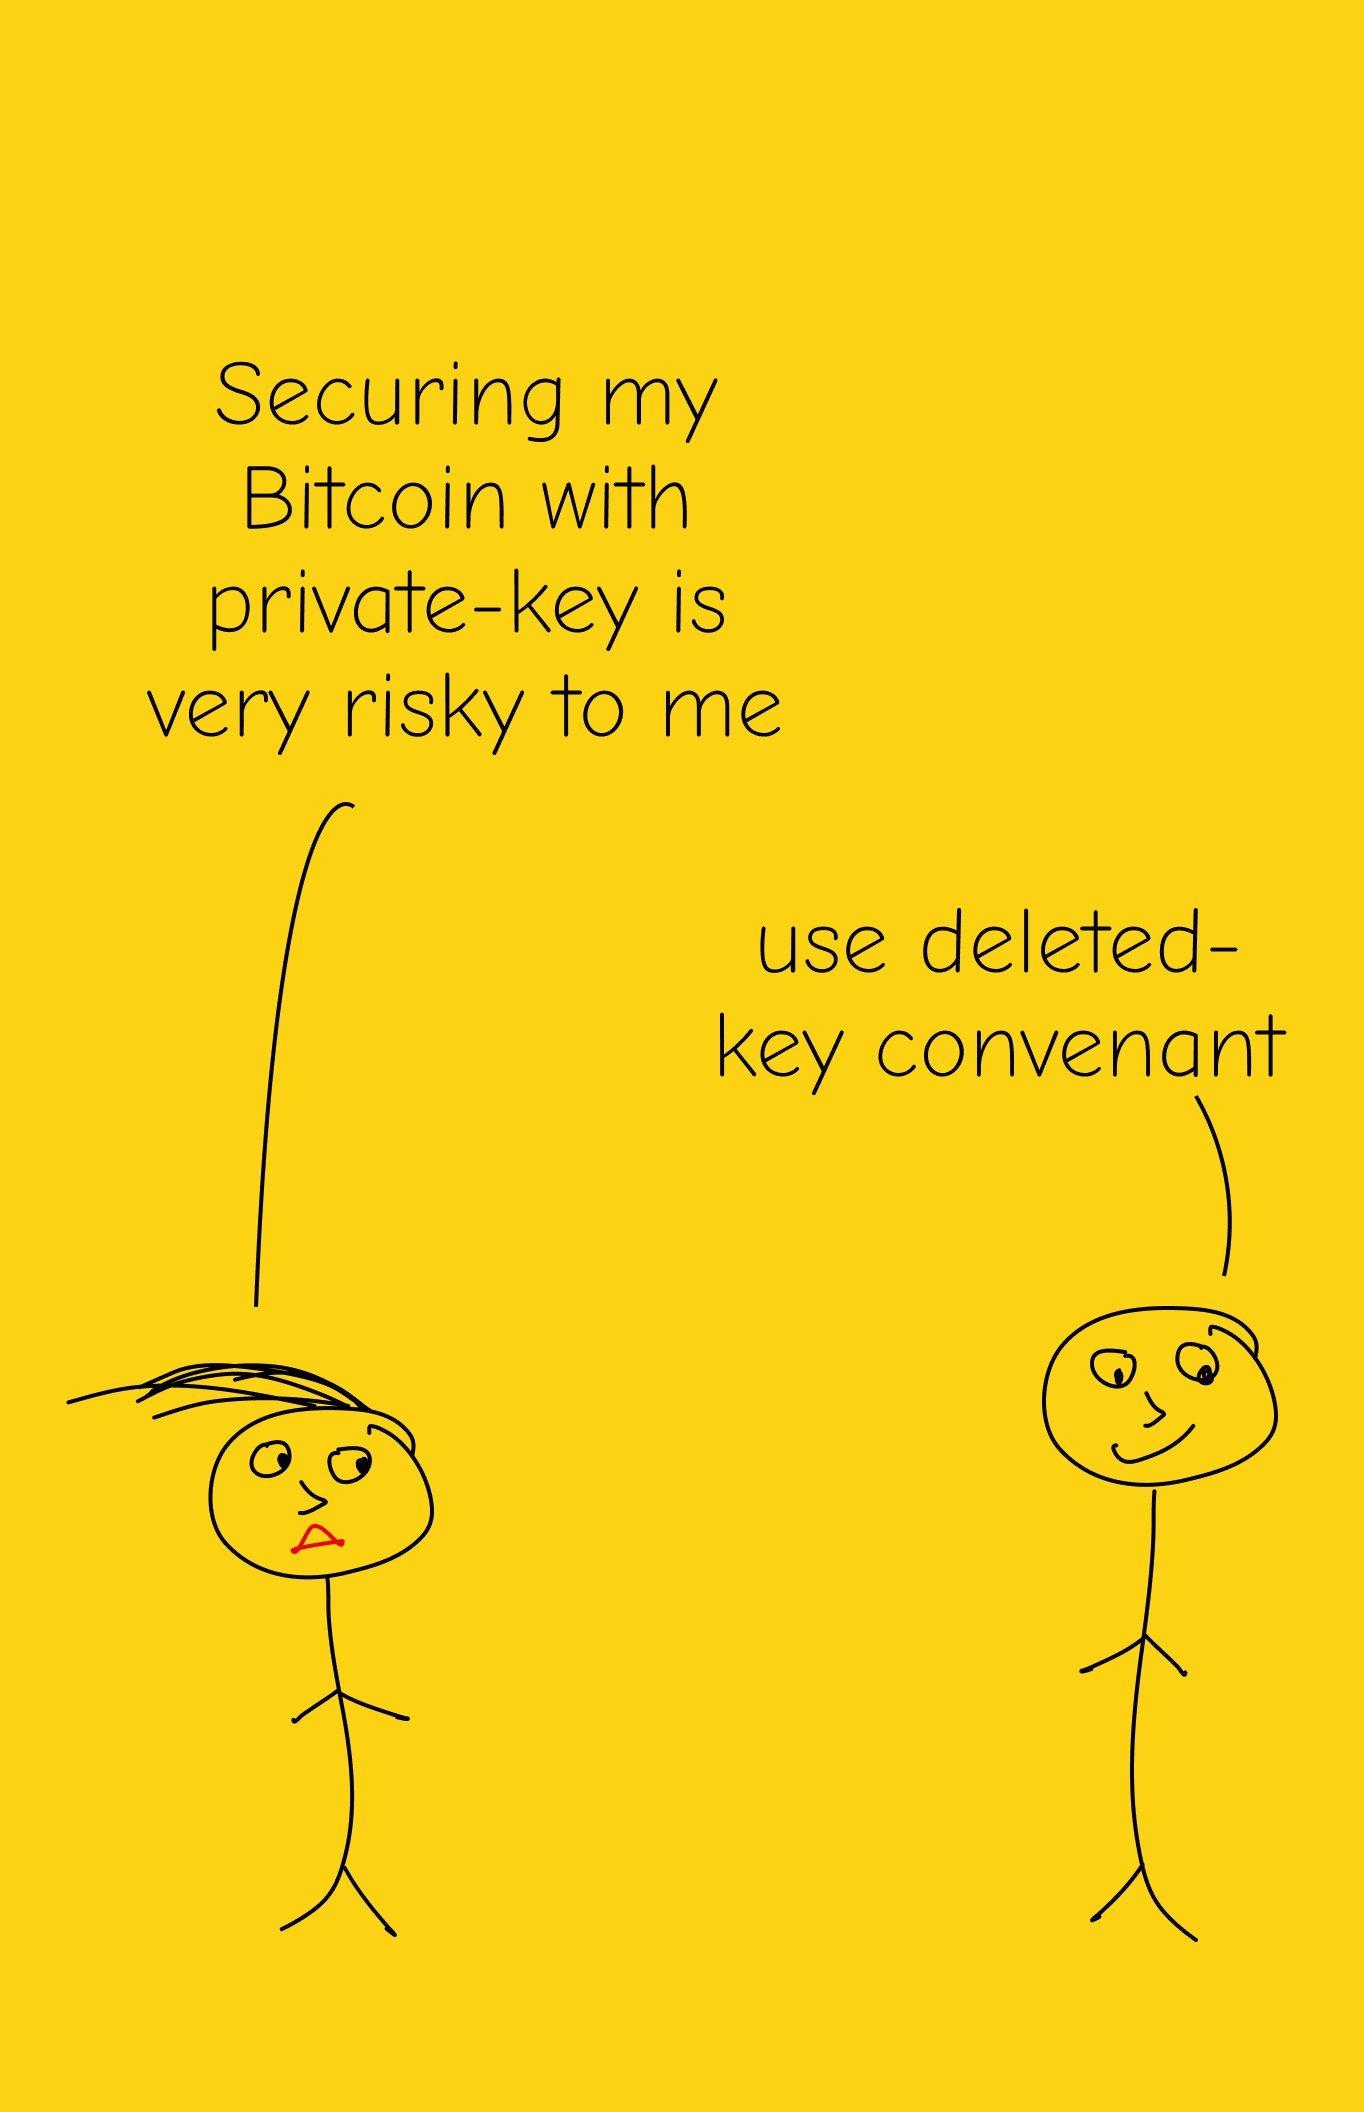 Securing my
Bitcoin with
private-key is
very risky to me
use deleted-
key convenant